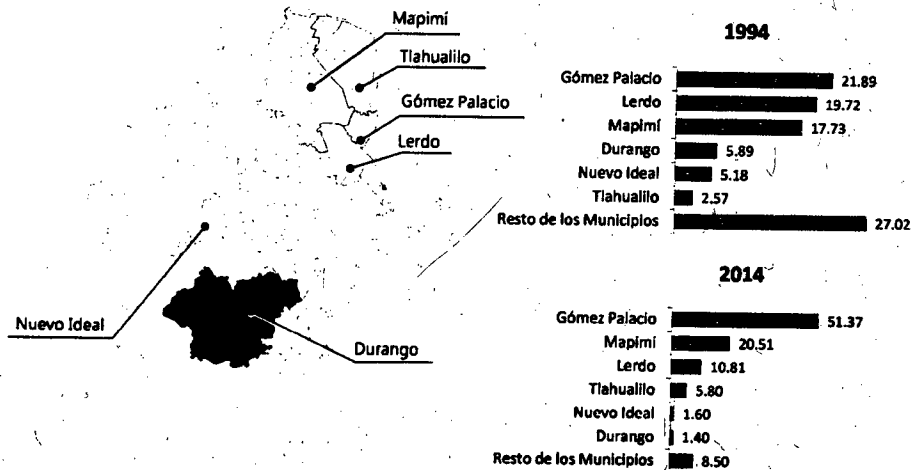 Mapimí
Tlahualilo
Gómez Palacio
Lerdo
Nuevo Ideal
Durango
1994
Gómez Palacio 21.89
Lerdo 19.72
Mapimí 17.73
Durango 5.89
Nuevo Ideal 5.18
Tlahualilo 2.57
Resto de los Municipios 27.02
2014
Gómez Palacio 51.37
Mapimí 20.51
Lerdo 10.81
Tlahualilo 5.80
Nuevo Ideal 1.60
Durango 1.40
Resto de los Municipios 8.50